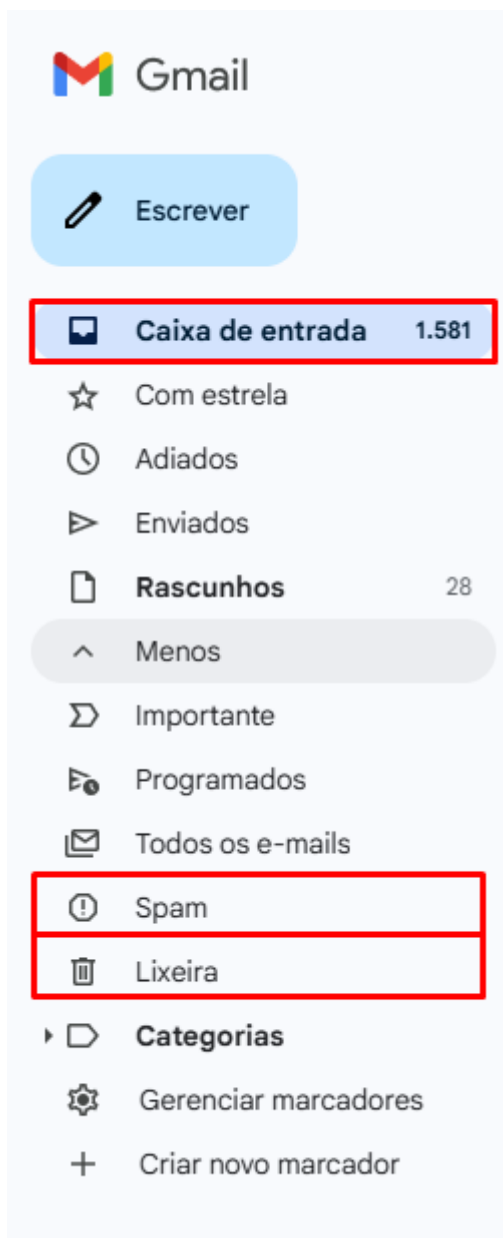 Gmail
Escrever
Caixa de entrada 1.581
Com estrela
Adiados
Enviados
Rascunhos 28
Menos
Importante
Programados
Todos os e-mails
Spam
Lixeira
Categorias
Gerenciar marcadores
Criar novo marcador